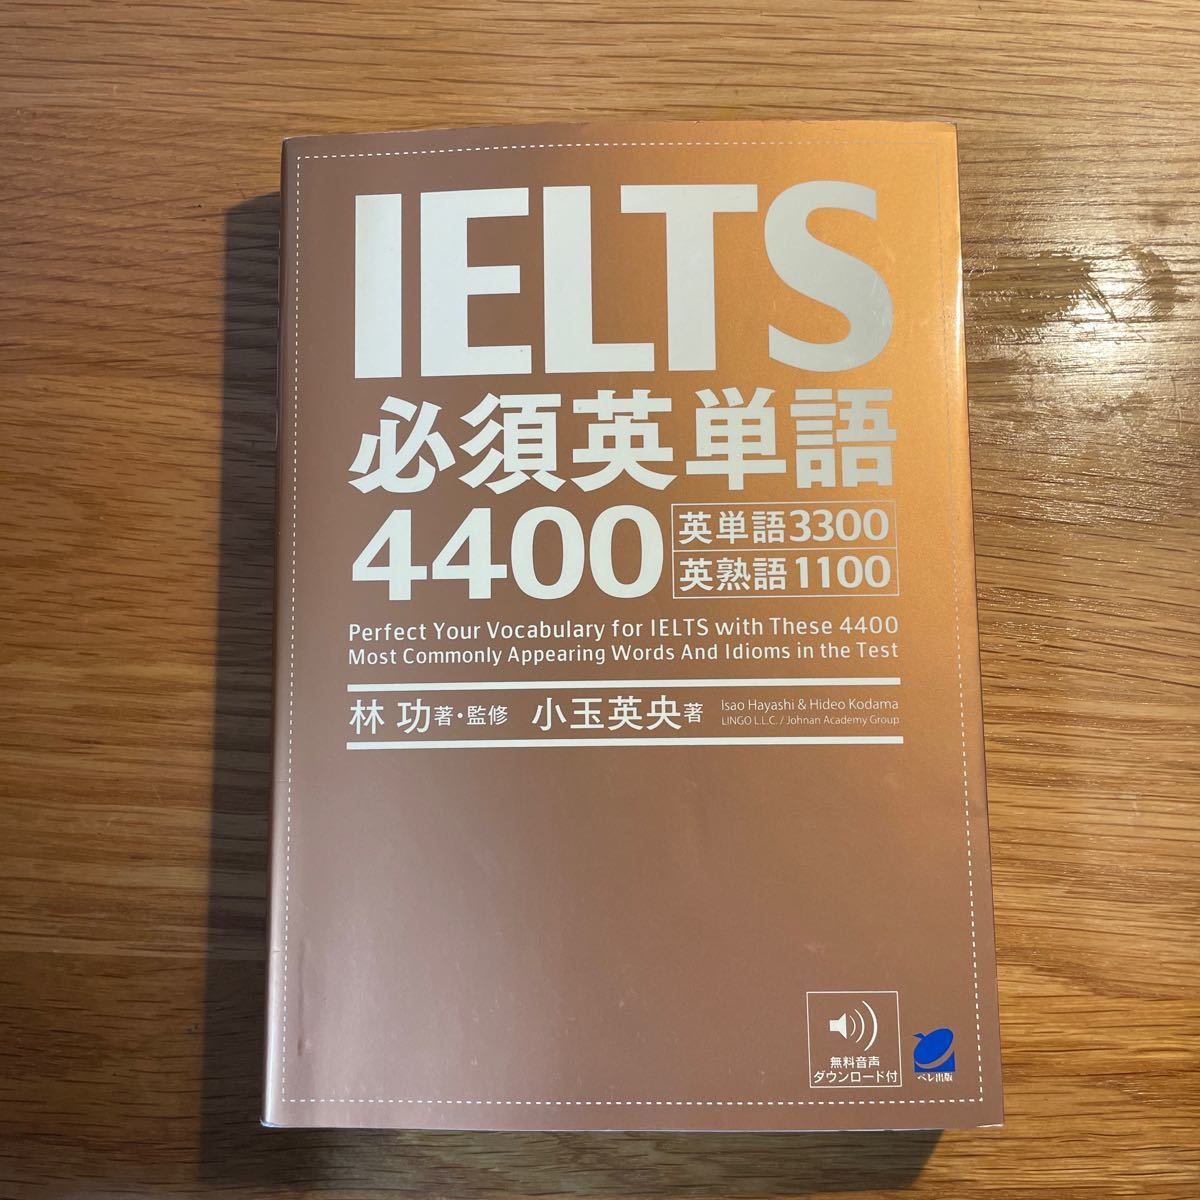 IELTS
必須英単語
4400
英単語3300
英熟語1100
Perfect Your Vocabulary for IELTS with These 4400
Most Commonly Appearing Words And Idioms in the Test
林 功著・監修 小玉英央著
Isao Hayashi & Hideo Kodama
LINGO L.L.C. / Johnan Academy Group
無料音声
ダウンロード付
ベレ出版